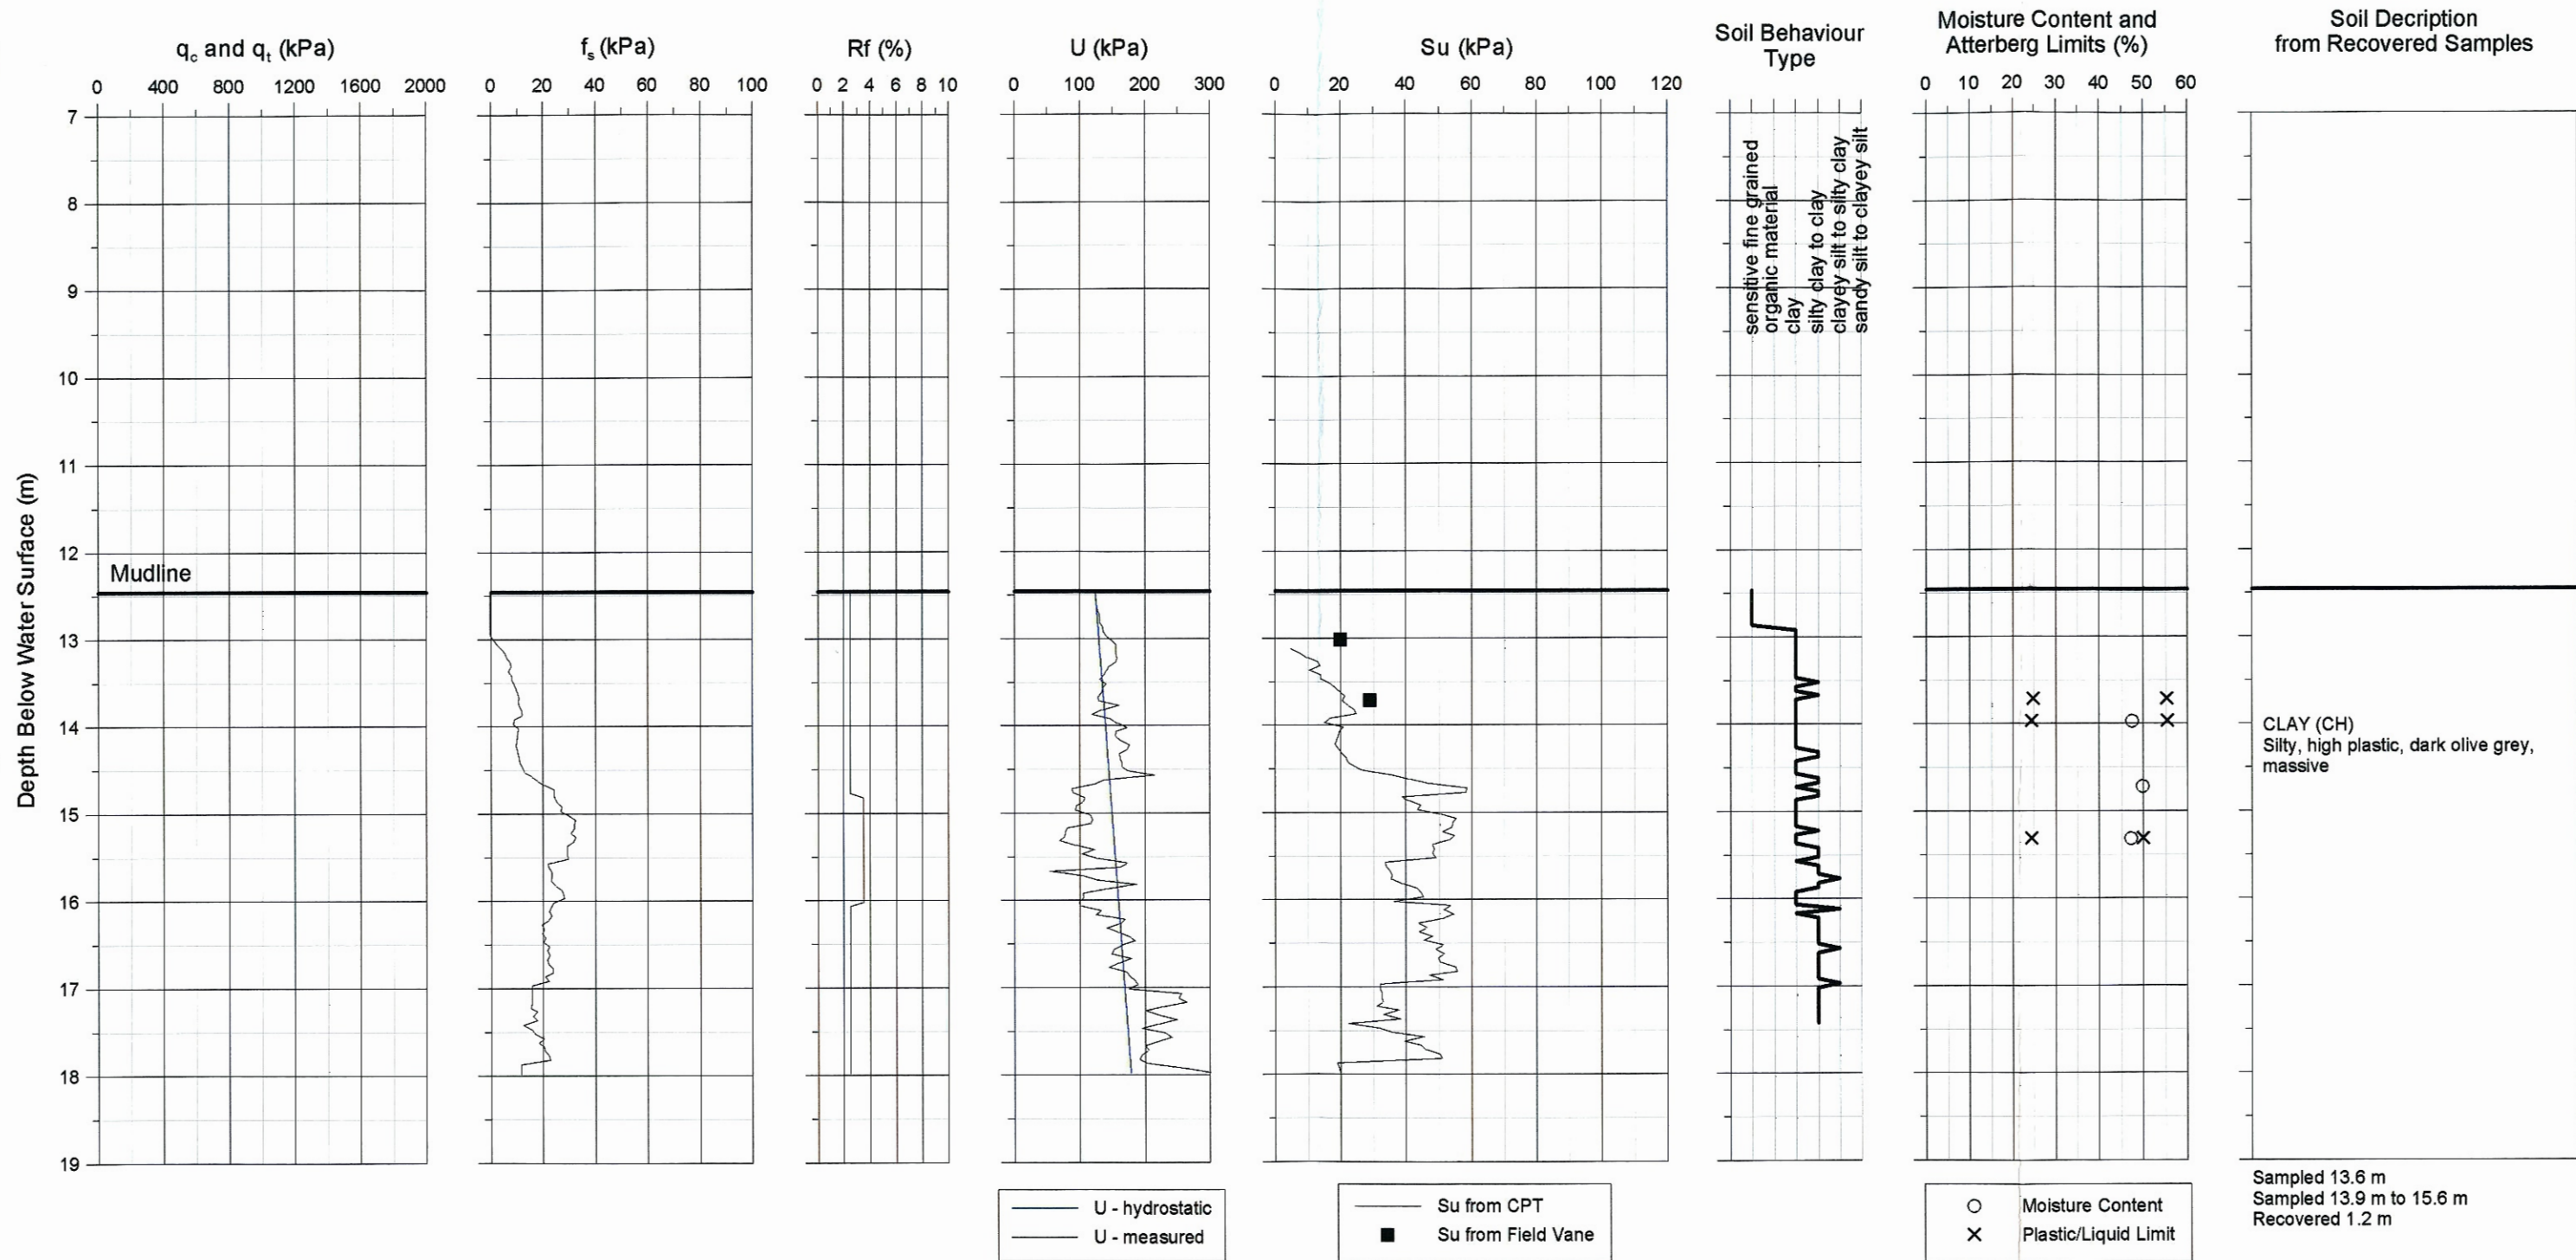 q_c and q_t (kPa)
0 400 800 1200 1600 2000
f_s (kPa)
0 20 40 60 80 100
Rf (%)
0 2 4 6 8 10
U (kPa)
0 100 200 300
Su (kPa)
0 20 40 60 80 100 120
Soil Behaviour
Type
Moisture Content and
Atterberg Limits (%)
0 10 20 30 40 50 60
Soil Decription
from Recovered Samples
Depth Below Water Surface (m)
7
8
9
10
11
12
13
14
15
16
17
18
19
Mudline
sensitive fine grained
organic material
clay
silty clay to clay
clayey silt to silty clay
sandy silt to clayey silt
CLAY (CH)
Silty, high plastic, dark olive grey,
massive
U - hydrostatic
U - measured
Su from CPT
Su from Field Vane
Moisture Content
Plastic/Liquid Limit
Sampled 13.6 m
Sampled 13.9 m to 15.6 m
Recovered 1.2 m